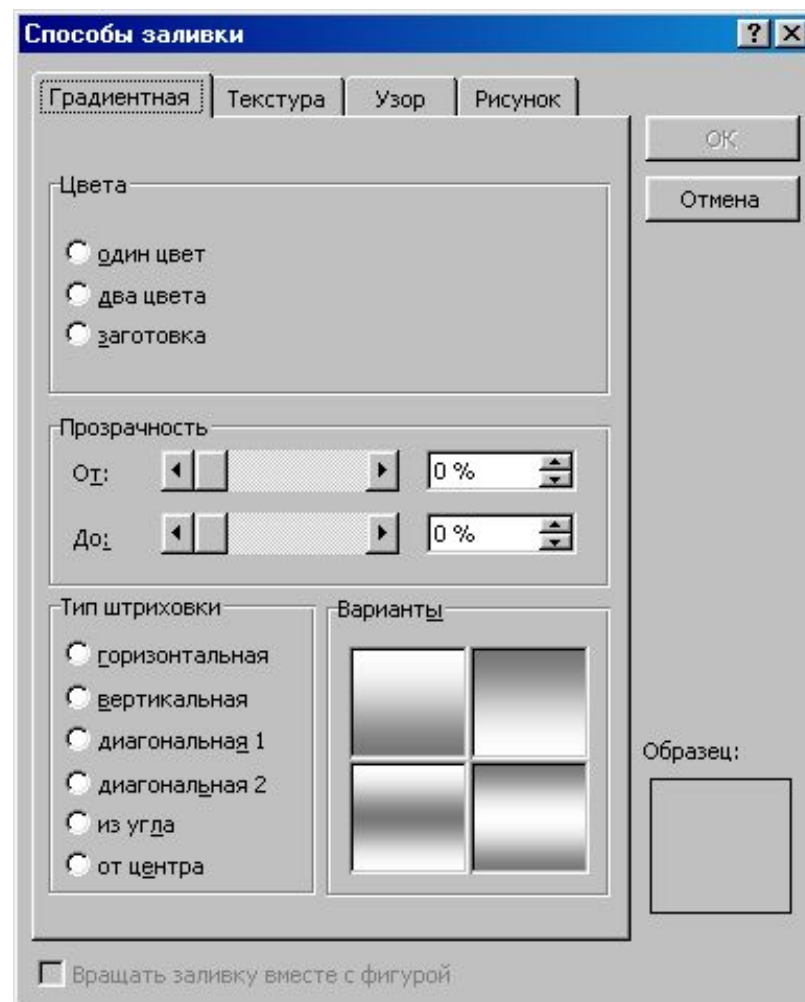 Способы заливки
Градиентная Текстура Узор Рисунок
ОК
Отмена
Цвета
один цвет
два цвета
заготовка
Прозрачность
От: 0 %
До: 0 %
Тип штриховки
горизонтальная
вертикальная
диагональная 1
диагональная 2
из угла
от центра
Варианты
Образец:
Вращать заливку вместе с фигурой